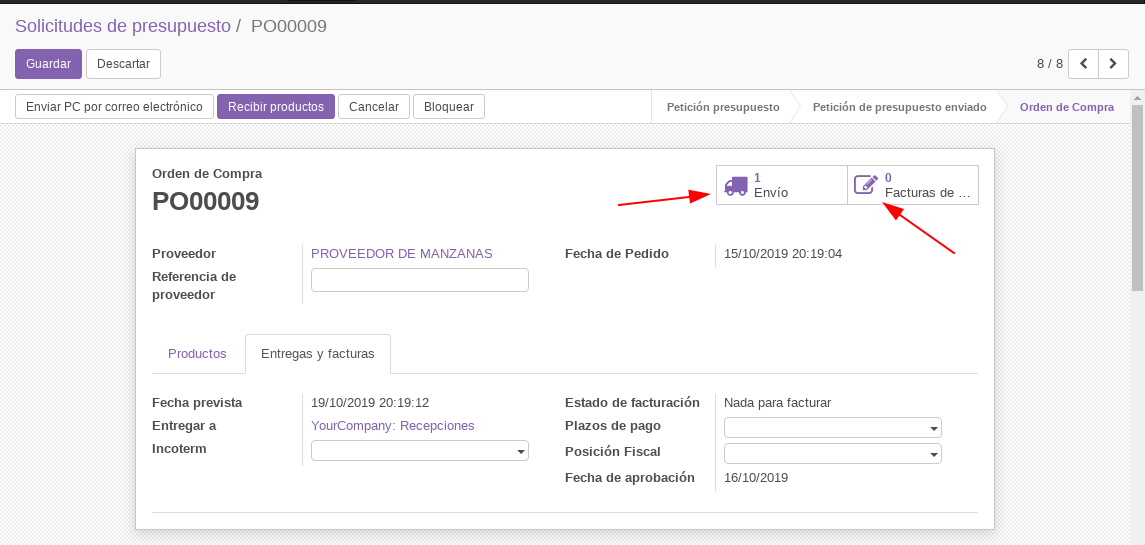 Solicitudes de presupuesto / PO00009
Guardar Descartar
8 / 8
Enviar PC por correo electrónico Recibir productos Cancelar Bloquear
Petición presupuesto Petición de presupuesto enviado Orden de Compra
Orden de Compra
PO00009
1
Envío
0
Facturas de ...
Proveedor PROVEEDOR DE MANZANAS
Referencia de
proveedor
Fecha de Pedido 15/10/2019 20:19:04
Productos Entregas y facturas
Fecha prevista 19/10/2019 20:19:12
Entregar a YourCompany: Recepciones
Incoterm
Estado de facturación Nada para facturar
Plazos de pago
Posición Fiscal
Fecha de aprobación 16/10/2019